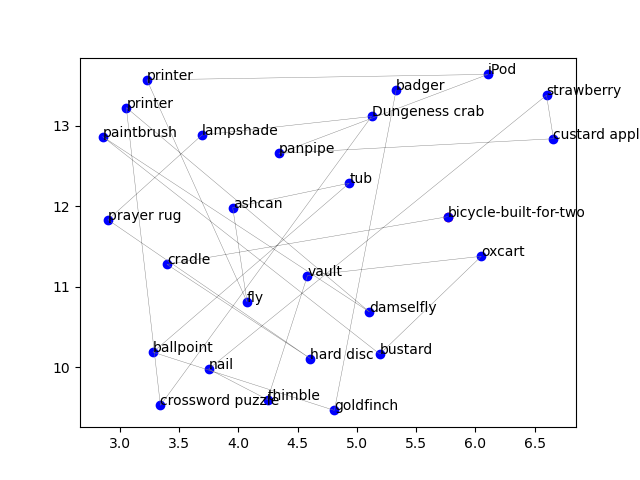 iPod
printer
badger
strawberry
printer
Dungeness crab
paintbrush
lampshade
custard appl
panpipe
tub
ashcan
prayer rug
bicycle-built-for-two
oxcart
cradle
vault
fly
damselfly
ballpoint
bustard
hard disc
nail
thimble
crossword puzzle
goldfinch
13
12
11
10
3.0 3.5 4.0 4.5 5.0 5.5 6.0 6.5